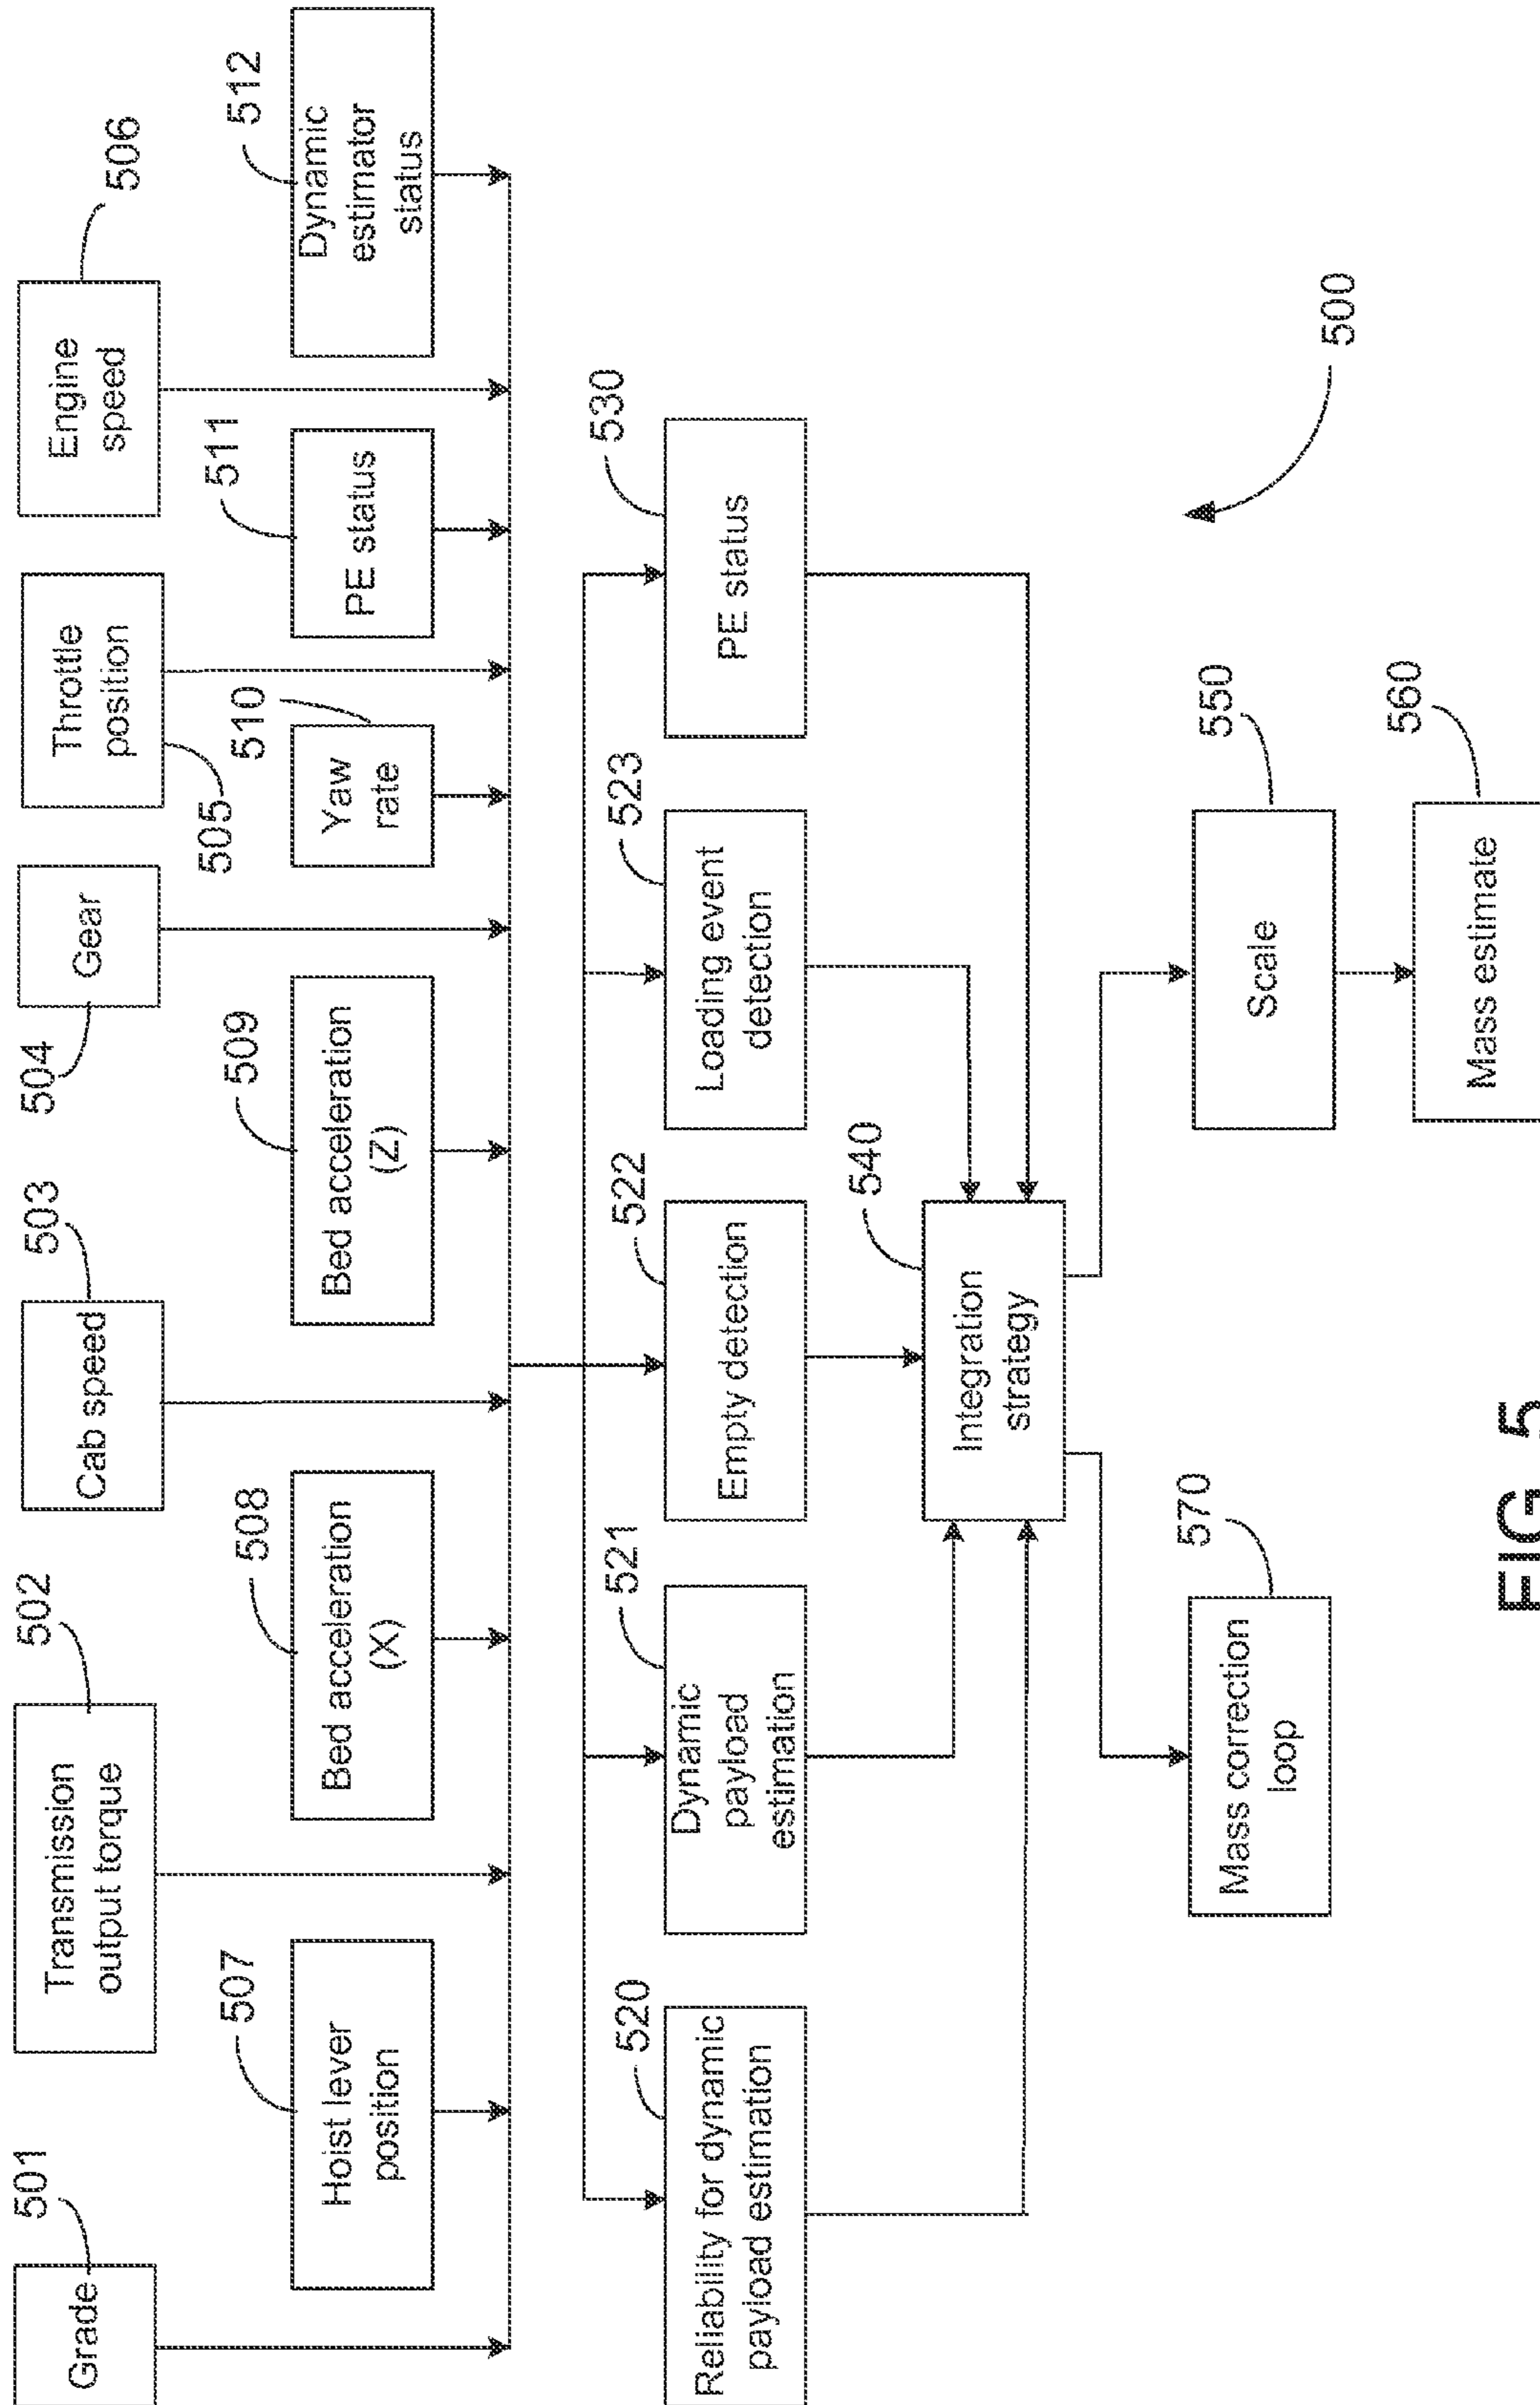 501
Grade
502
Transmission
output torque
503
Cab speed
504
Gear
505
Throttle
position
506
Engine
speed
507
Hoist lever
position
508
Bed acceleration
(X)
509
Bed acceleration
(Z)
510
Yaw
rate
511
PE status
512
Dynamic
estimator
status
520
Reliability for dynamic
payload estimation
521
Dynamic
payload
estimation
522
Empty detection
523
Loading event
detection
530
PE status
540
Integration
strategy
500
570
Mass correction
loop
550
Scale
560
Mass estimate
FIG 5